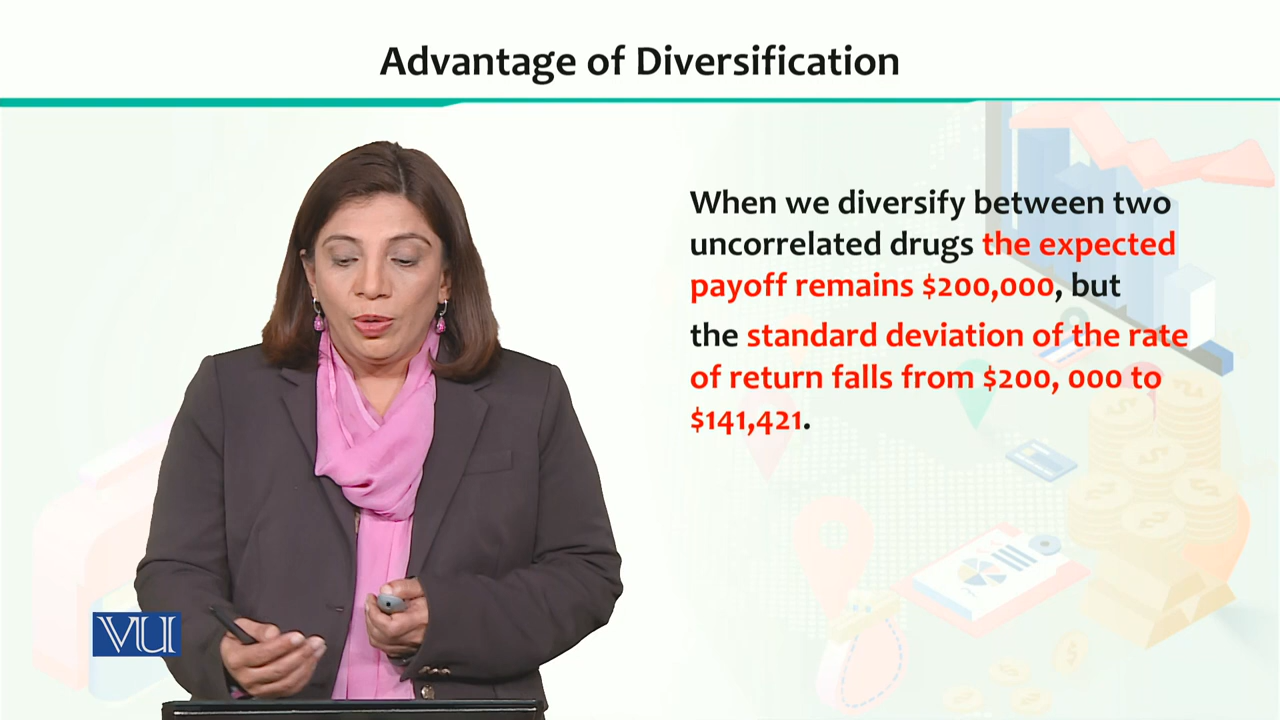 Advantage of Diversification
When we diversify between two
uncorrelated drugs the expected
payoff remains $200,000, but
the standard deviation of the rate
of return falls from $200, 000 to
$141,421.
VU